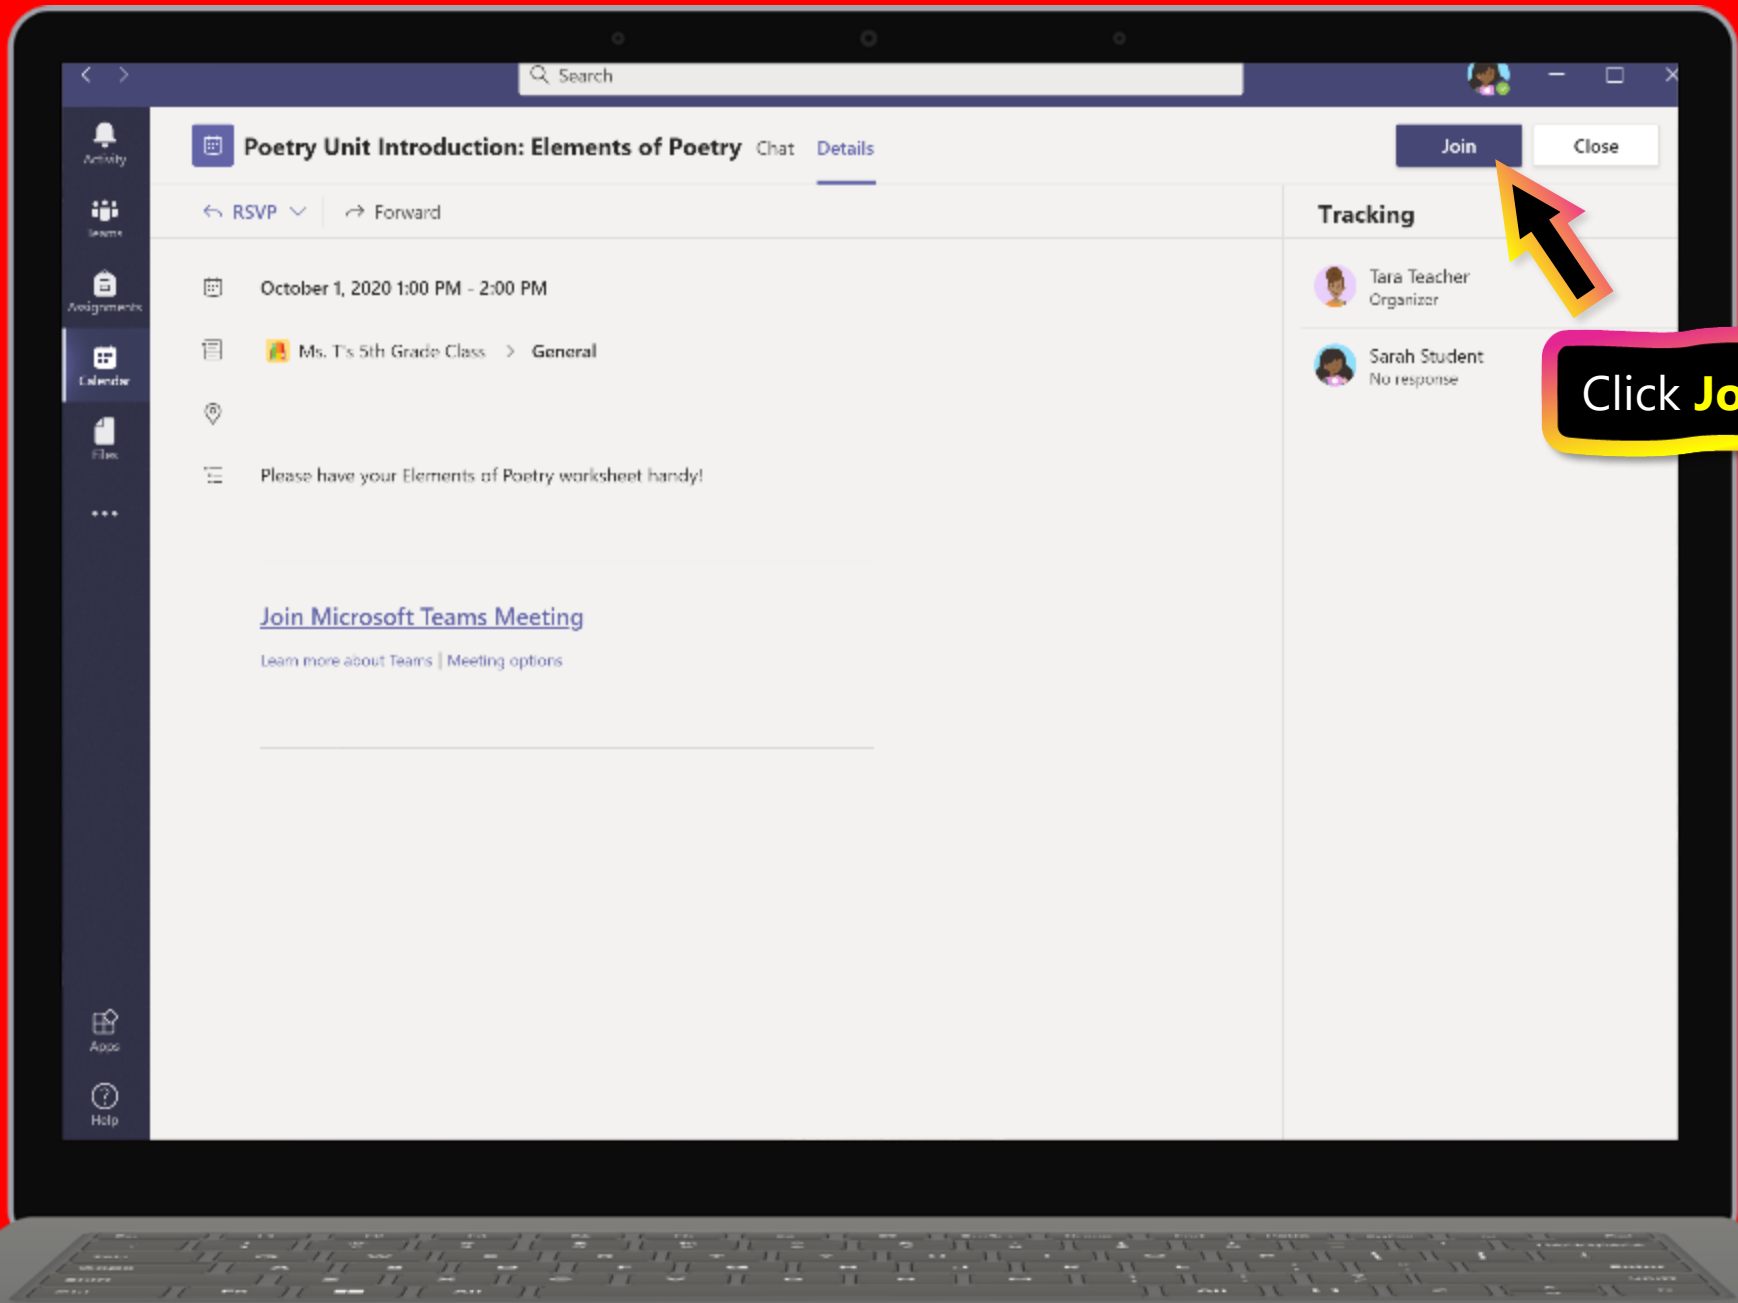 Search
Activity
Teams
Assignments
Calendar
Files
Apps
Help
Poetry Unit Introduction: Elements of Poetry Chat Details
Join Close
RSVP Forward
October 1, 2020 1:00 PM - 2:00 PM
Ms. T's 5th Grade Class > General
Please have your Elements of Poetry worksheet handy!
Join Microsoft Teams Meeting
Learn more about Teams | Meeting options
Tracking
Tara Teacher
Organizer
Sarah Student
No response
Click Jo